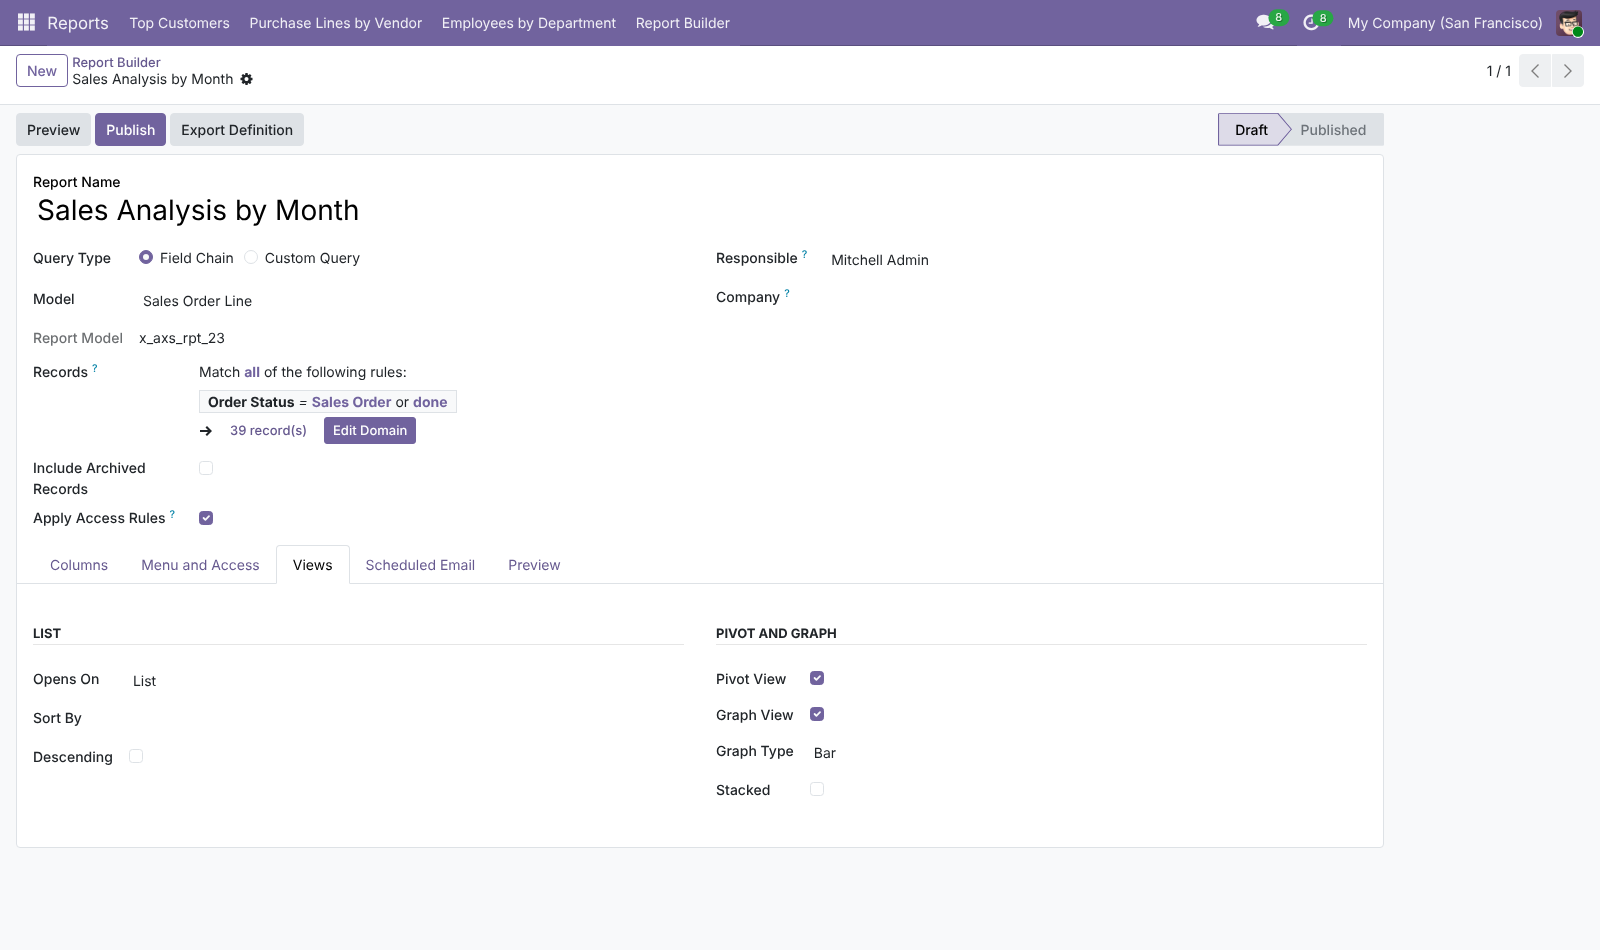 Reports Top Customers Purchase Lines by Vendor Employees by Department Report Builder 8 8 My Company (San Francisco)
New Report Builder
Sales Analysis by Month 1 / 1
Preview Publish Export Definition Draft Published
Report Name
Sales Analysis by Month
Query Type Field Chain Custom Query Responsible ? Mitchell Admin
Model Sales Order Line Company ?
Report Model x_axs_rpt_23
Records ? Match all of the following rules:
Order Status = Sales Order or done
39 record(s) Edit Domain
Include Archived
Records
Apply Access Rules ?
Columns Menu and Access Views Scheduled Email Preview
LIST PIVOT AND GRAPH
Opens On List Pivot View
Sort By Graph View
Descending Graph Type Bar
Stacked